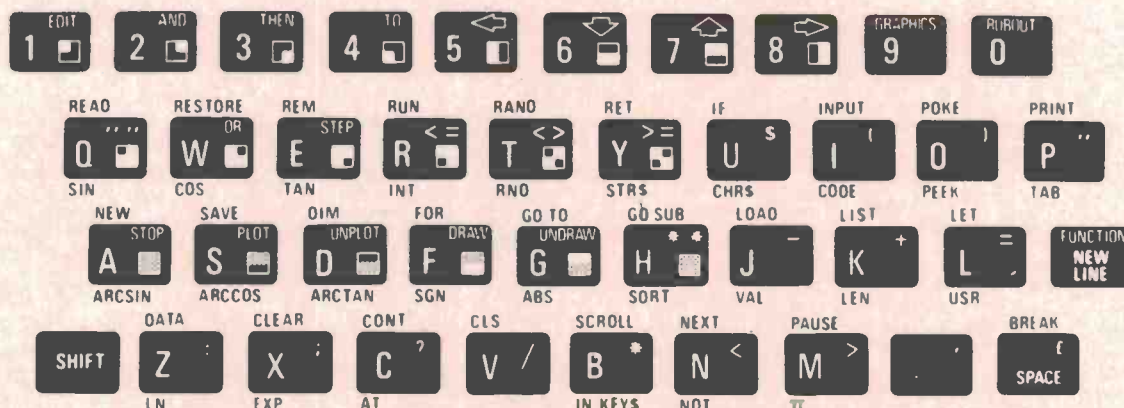 EDIT AND THEN TO ⇦ ⇩ ⇧ ⇨ GRAPHICS RUBOUT
1 2 3 4 5 6 7 8 9 0
READ RESTORE REM RUN RAND RET IF INPUT POKE PRINT
"" OR STEP <= <> >= $ ( ) "
Q W E R T Y U I O P
SIN COS TAN INT RND STR$ CHR$ CODE PEEK TAB
NEW SAVE DIM FOR GO TO GO SUB LOAD LIST LET
STOP PLOT UNPLOT DRAW UNDRAW ** - + = FUNCTION
A S D F G H J K L NEW LINE
ARCSIN ARCCOS ARCTAN SGN ABS SORT VAL LEN USR
DATA CLEAR CONT CLS SCROLL NEXT PAUSE BREAK
: ; ? / * < > , £
SHIFT Z X C V B N M . SPACE
LN EXP AT IN KEY$ NOT π